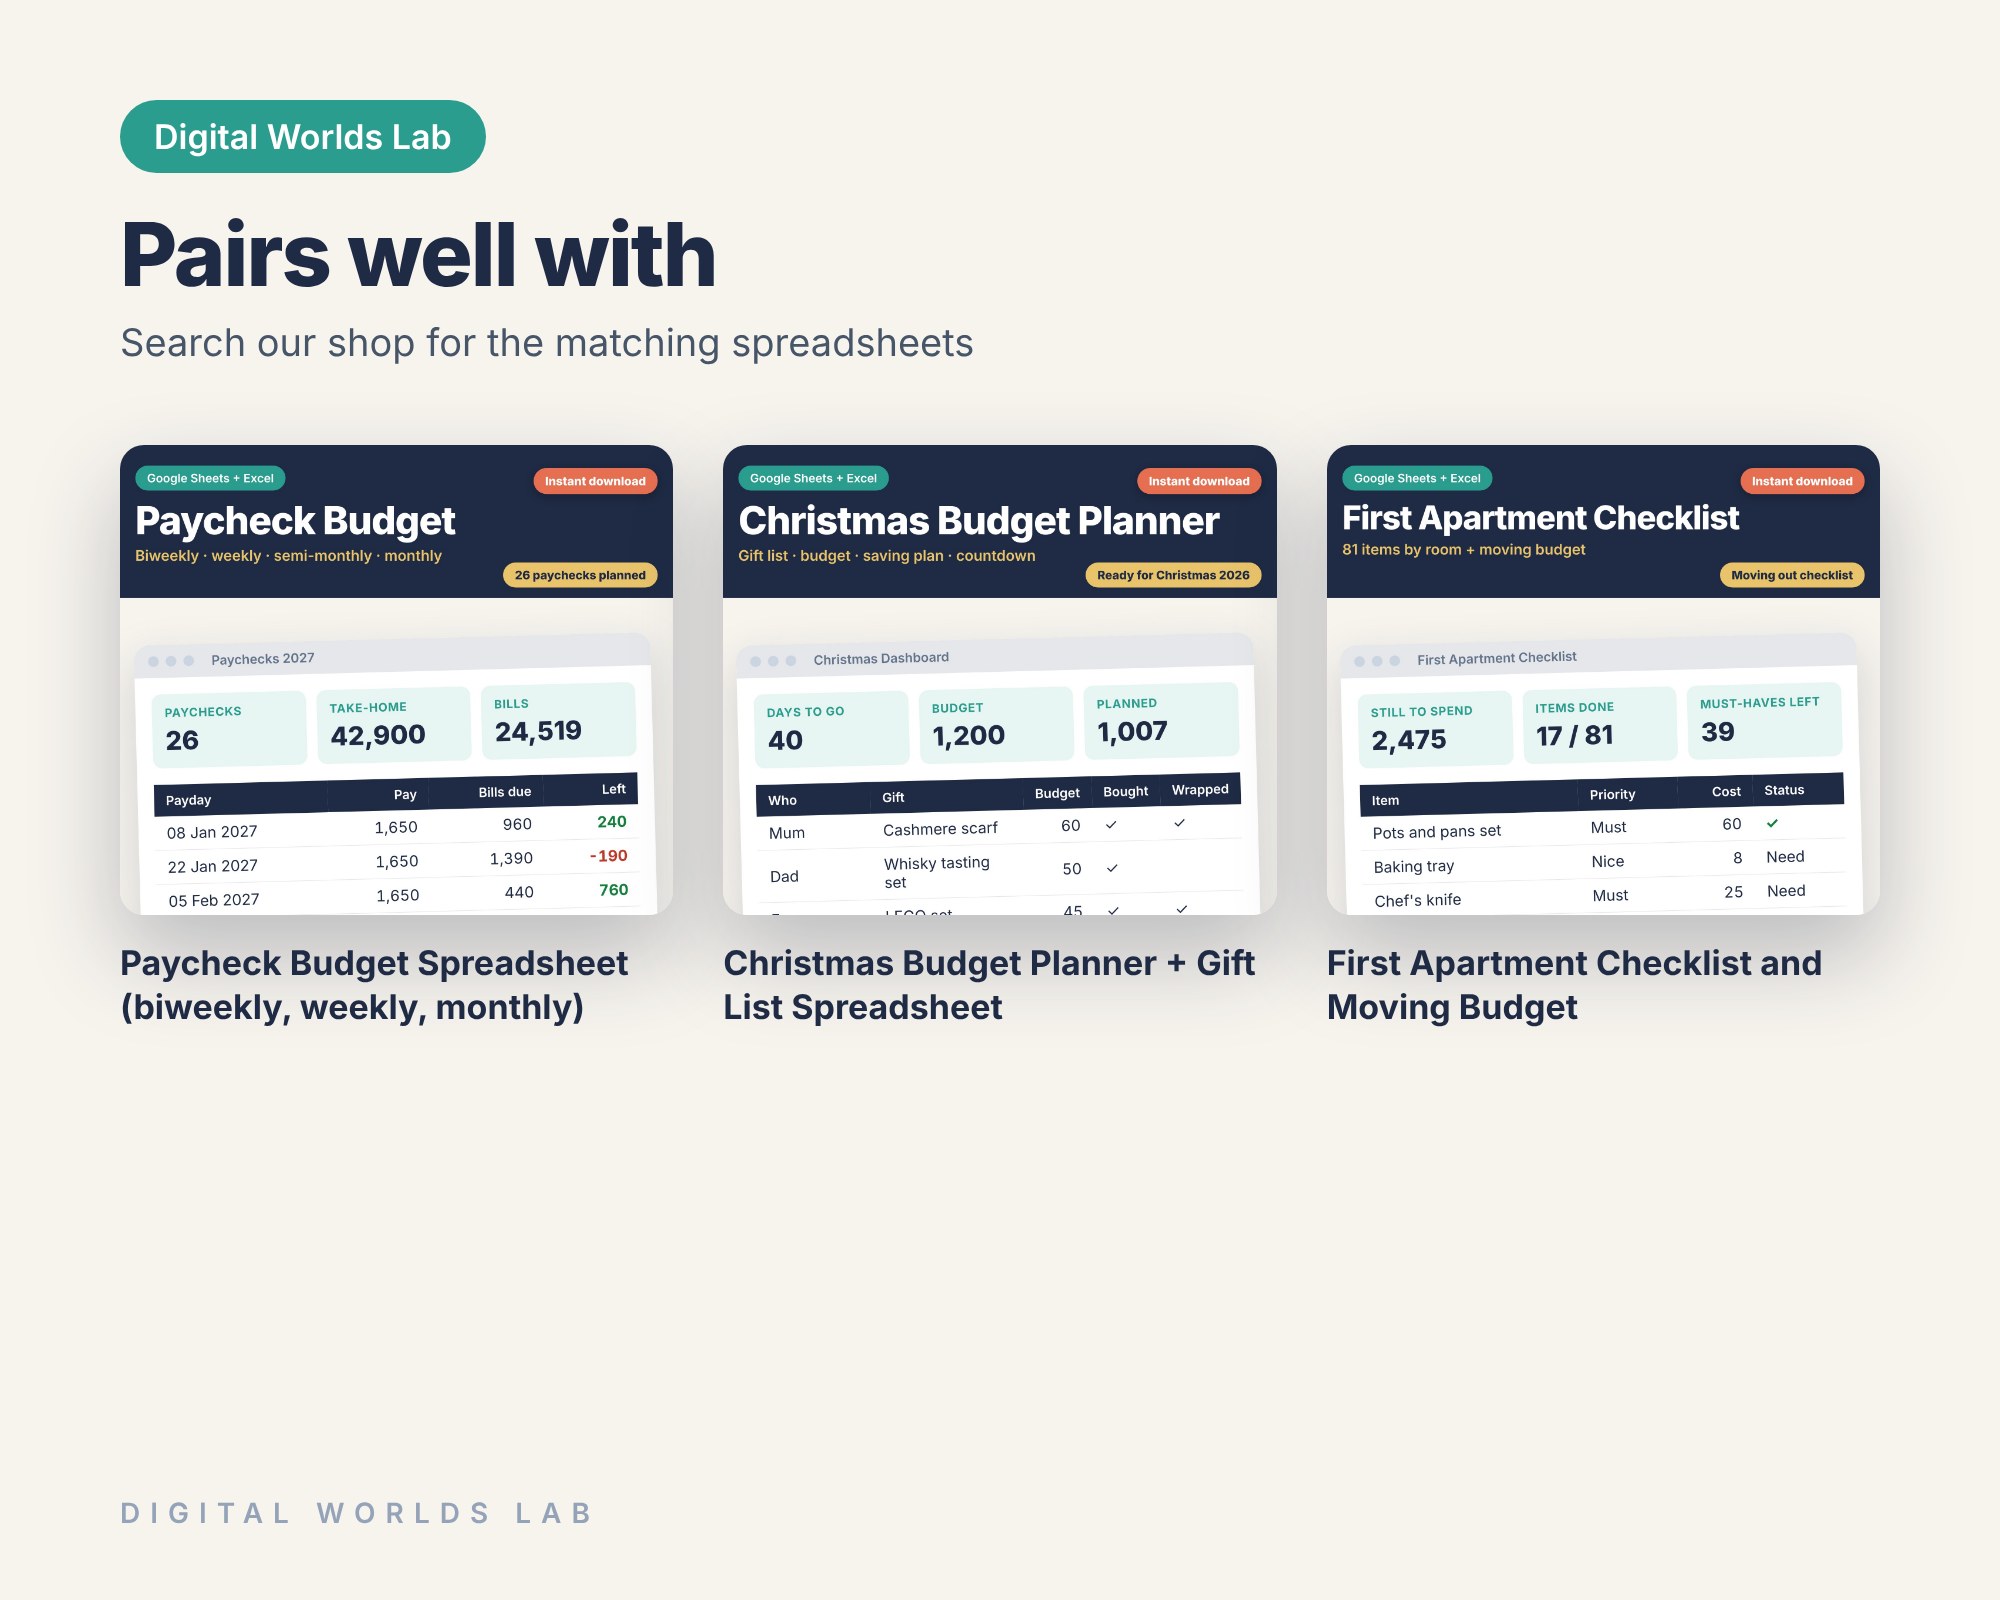 Digital Worlds Lab
Pairs well with
Search our shop for the matching spreadsheets
Google Sheets + Excel
Instant download
Paycheck Budget
Biweekly · weekly · semi-monthly · monthly
26 paychecks planned
Paychecks 2027
PAYCHECKS TAKE-HOME BILLS
26 42,900 24,519
Payday Pay Bills due Left
08 Jan 2027 1,650 960 240
22 Jan 2027 1,650 1,390 -190
05 Feb 2027 1,650 440 760
Paycheck Budget Spreadsheet
(biweekly, weekly, monthly)
Google Sheets + Excel
Instant download
Christmas Budget Planner
Gift list · budget · saving plan · countdown
Ready for Christmas 2026
Christmas Dashboard
DAYS TO GO BUDGET PLANNED
40 1,200 1,007
Who Gift Budget Bought Wrapped
Mum Cashmere scarf 60 ✓ ✓
Dad Whisky tasting 50 ✓
set
45 ✓ ✓
Christmas Budget Planner + Gift
List Spreadsheet
Google Sheets + Excel
Instant download
First Apartment Checklist
81 items by room + moving budget
Moving out checklist
First Apartment Checklist
STILL TO SPEND ITEMS DONE MUST-HAVES LEFT
2,475 17 / 81 39
Item Priority Cost Status
Pots and pans set Must 60 ✓
Baking tray Nice 8 Need
Chef's knife Must 25 Need
First Apartment Checklist and
Moving Budget
DIGITAL WORLDS LAB